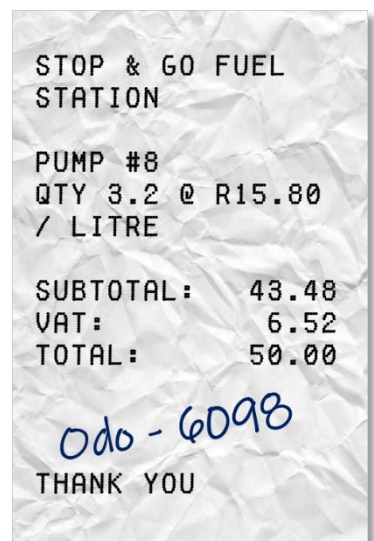 STOP & GO FUEL
STATION
PUMP #8
QTY 3.2 @ R15.80
/ LITRE
SUBTOTAL: 43.48
VAT: 6.52
TOTAL: 50.00
Odo - 6098
THANK YOU